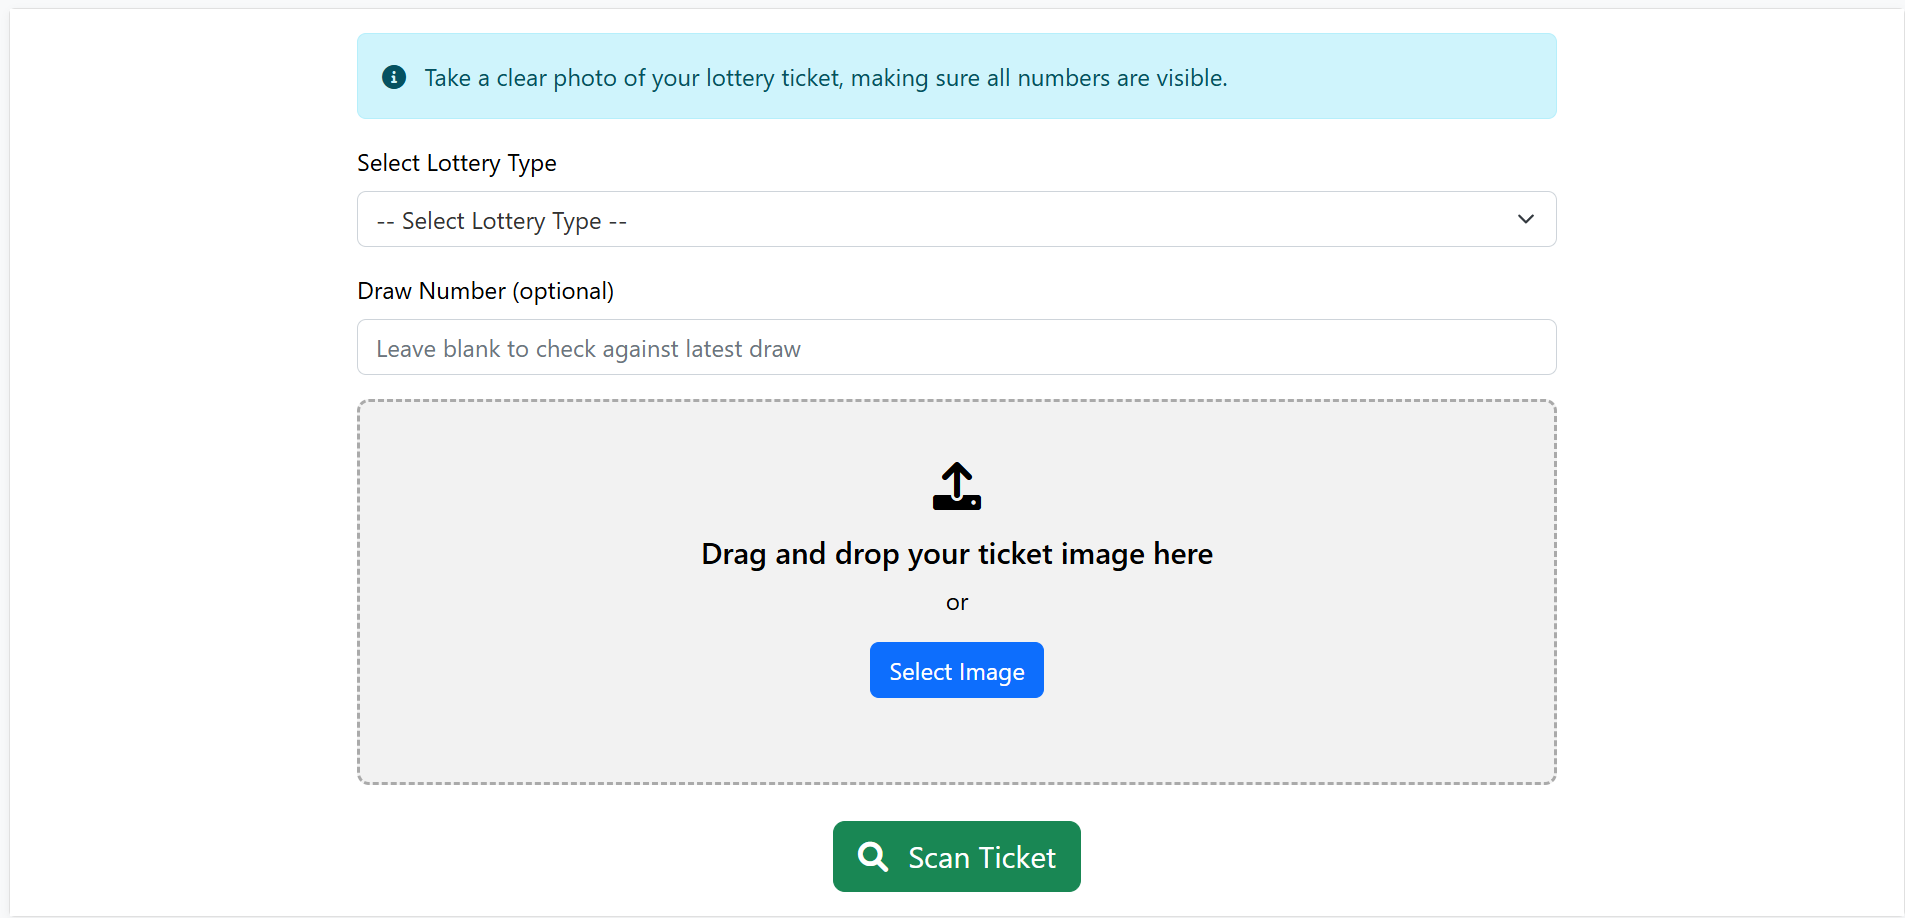 Take a clear photo of your lottery ticket, making sure all numbers are visible.
Select Lottery Type
-- Select Lottery Type --
Draw Number (optional)
Leave blank to check against latest draw
Drag and drop your ticket image here
or
Select Image
Scan Ticket